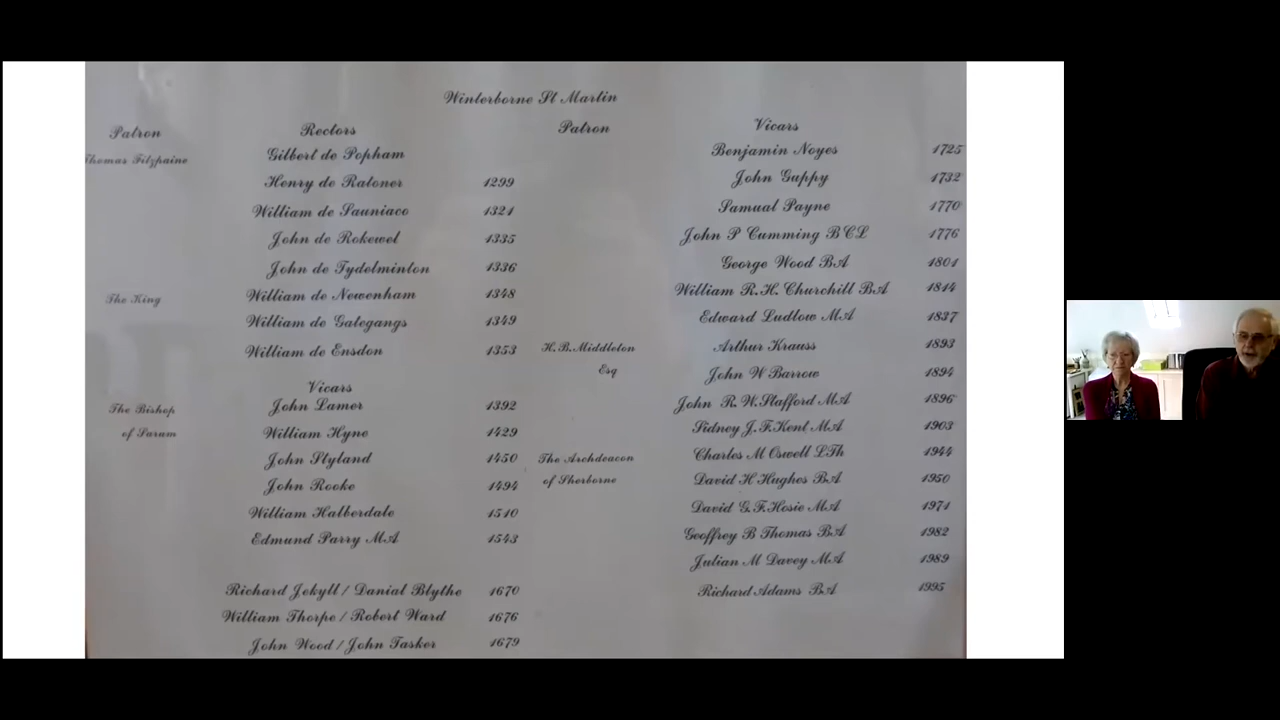 Winterborne St Martin
Patron Rectors
Thomas Fitzpaine Gilbert de Popham
Henry de Ratoner 1299
William de Sauniaco 1321
John de Rokewel 1335
John de Tydelminton 1336
The King William de Newenham 1348
William de Galegangs 1349
William de Ensdon 1353
Vicars
The Bishop John Lamer 1392
of Sarum William Hyne 1429
John Styland 1450
John Rooke 1494
William Halberdale 1510
Edmund Parry MA 1543
Richard Jekyll / Danial Blythe 1670
William Thorpe / Robert Ward 1676
John Wood / John Tasker 1679
Patron Vicars
Benjamin Noyes 1725
John Guppy 1732
Samual Payne 1770
John P Cumming BCL 1776
George Wood BA 1801
William R.H. Churchill BA 1814
Edward Ludlow MA 1837
H.B.Middleton Arthur Krauss 1893
Esq
John W Barrow 1894
John R.W.Stafford MA 1896
Sidney J.F.Kent MA 1903
The Archdeacon Charles M Oswell LTh 1944
of Sherborne David H Hughes BA 1950
David G.F.Hosie MA 1971
Geoffrey B Thomas BA 1982
Julian M Davey MA 1989
Richard Adams BA 1995